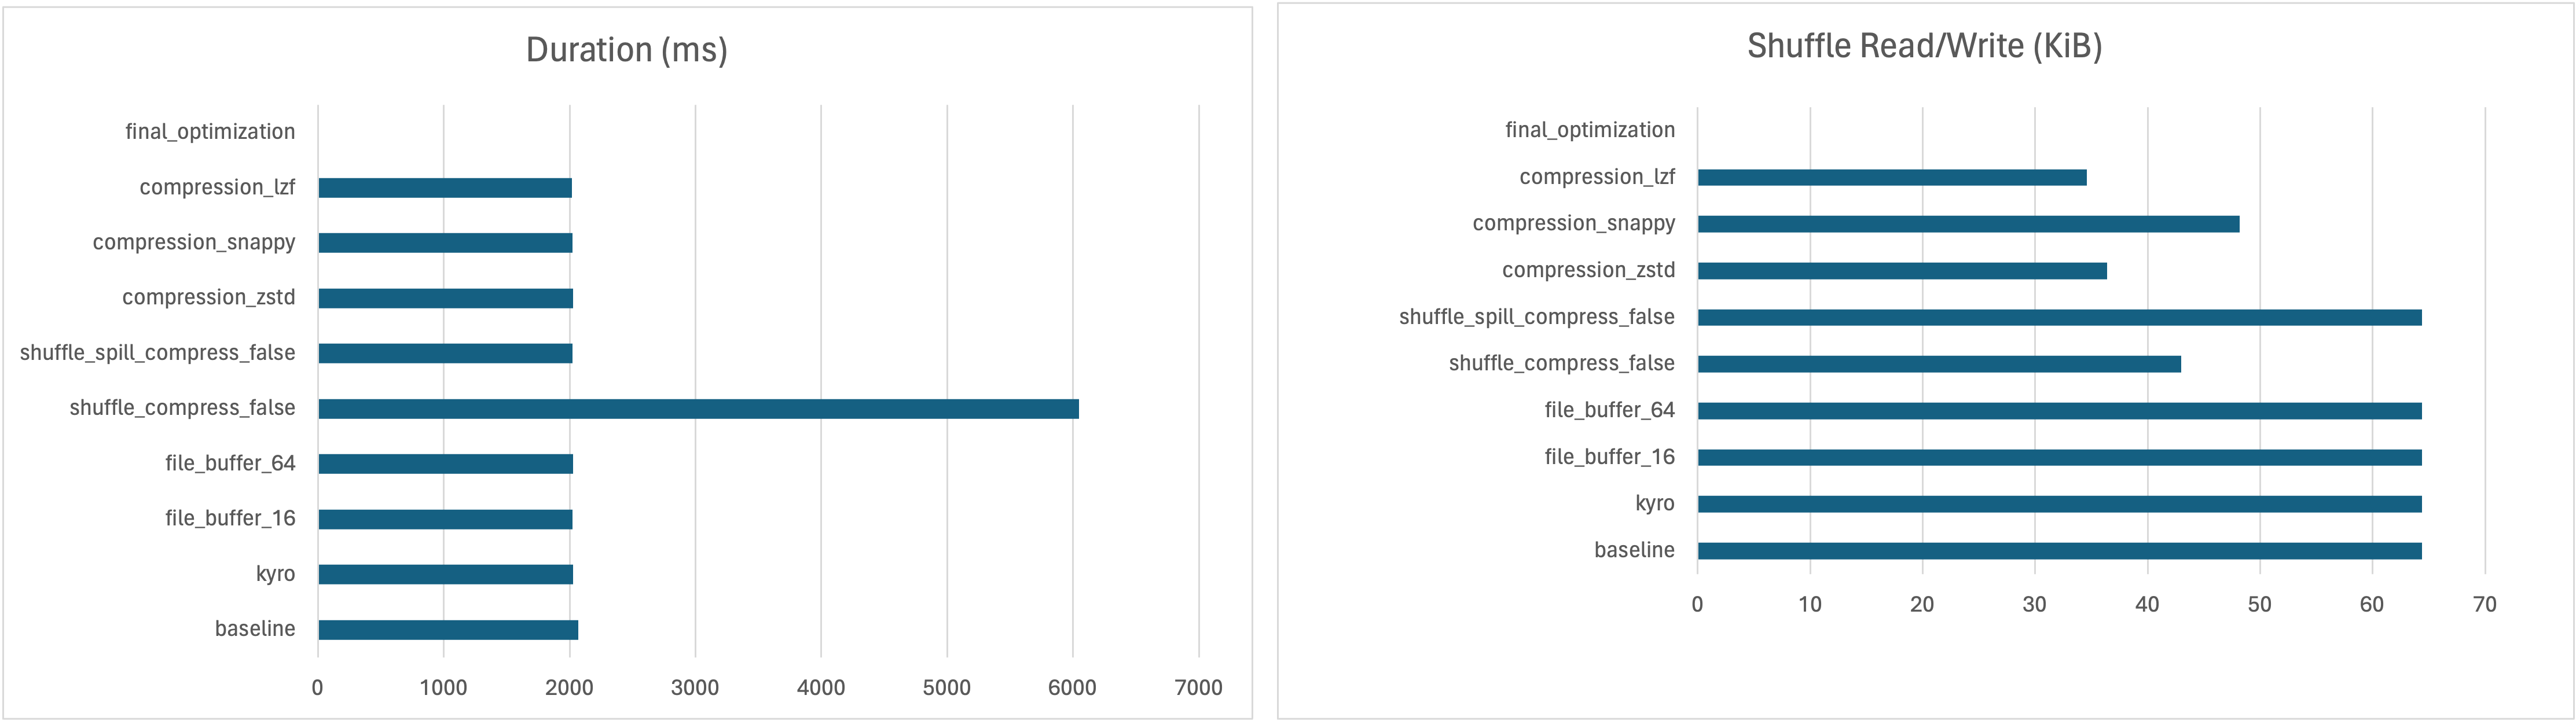 Duration (ms)
final_optimization
compression_lzf
compression_snappy
compression_zstd
shuffle_spill_compress_false
shuffle_compress_false
file_buffer_64
file_buffer_16
kyro
baseline
0 1000 2000 3000 4000 5000 6000 7000
Shuffle Read/Write (KiB)
final_optimization
compression_lzf
compression_snappy
compression_zstd
shuffle_spill_compress_false
shuffle_compress_false
file_buffer_64
file_buffer_16
kyro
baseline
0 10 20 30 40 50 60 70